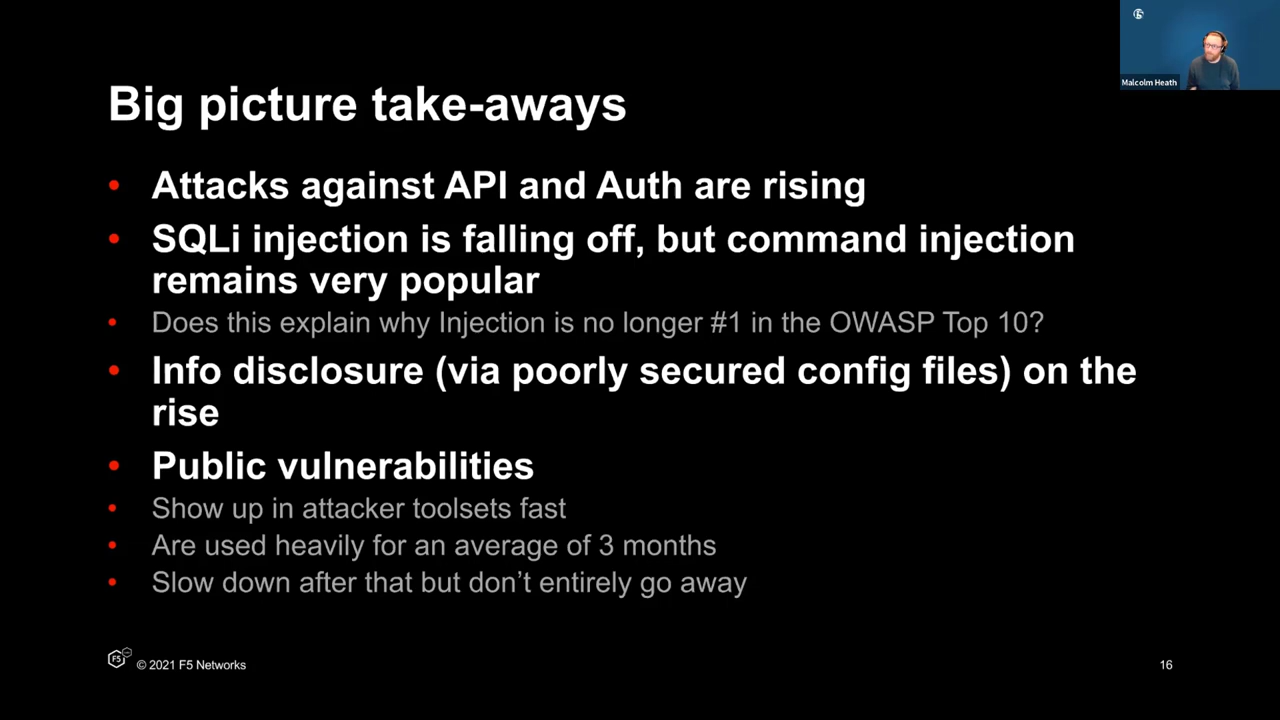 Malcolm Heath
Big picture take-aways
Attacks against API and Auth are rising
SQLi injection is falling off, but command injection
remains very popular
Does this explain why Injection is no longer #1 in the OWASP Top 10?
Info disclosure (via poorly secured config files) on the
rise
Public vulnerabilities
Show up in attacker toolsets fast
Are used heavily for an average of 3 months
Slow down after that but don’t entirely go away
F5
© 2021 F5 Networks
16